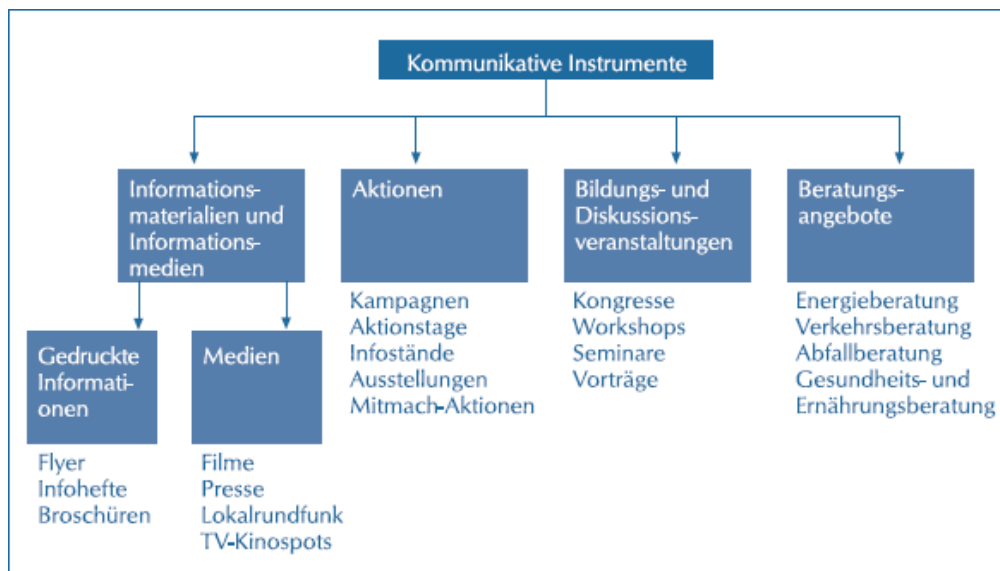 Kommunikative Instrumente
Informations-
materialien und
Informations-
medien
Aktionen
Bildungs- und
Diskussions-
veranstaltungen
Beratungs-
angebote
Gedruckte
Informati-
onen
Flyer
Infohefte
Broschüren
Medien
Filme
Presse
Lokalrundfunk
TV-Kinospots
Kampagnen
Aktionstage
Infostände
Ausstellungen
Mitmach-Aktionen
Kongresse
Workshops
Seminare
Vorträge
Energieberatung
Verkehrsberatung
Abfallberatung
Gesundheits- und
Ernährungsberatung